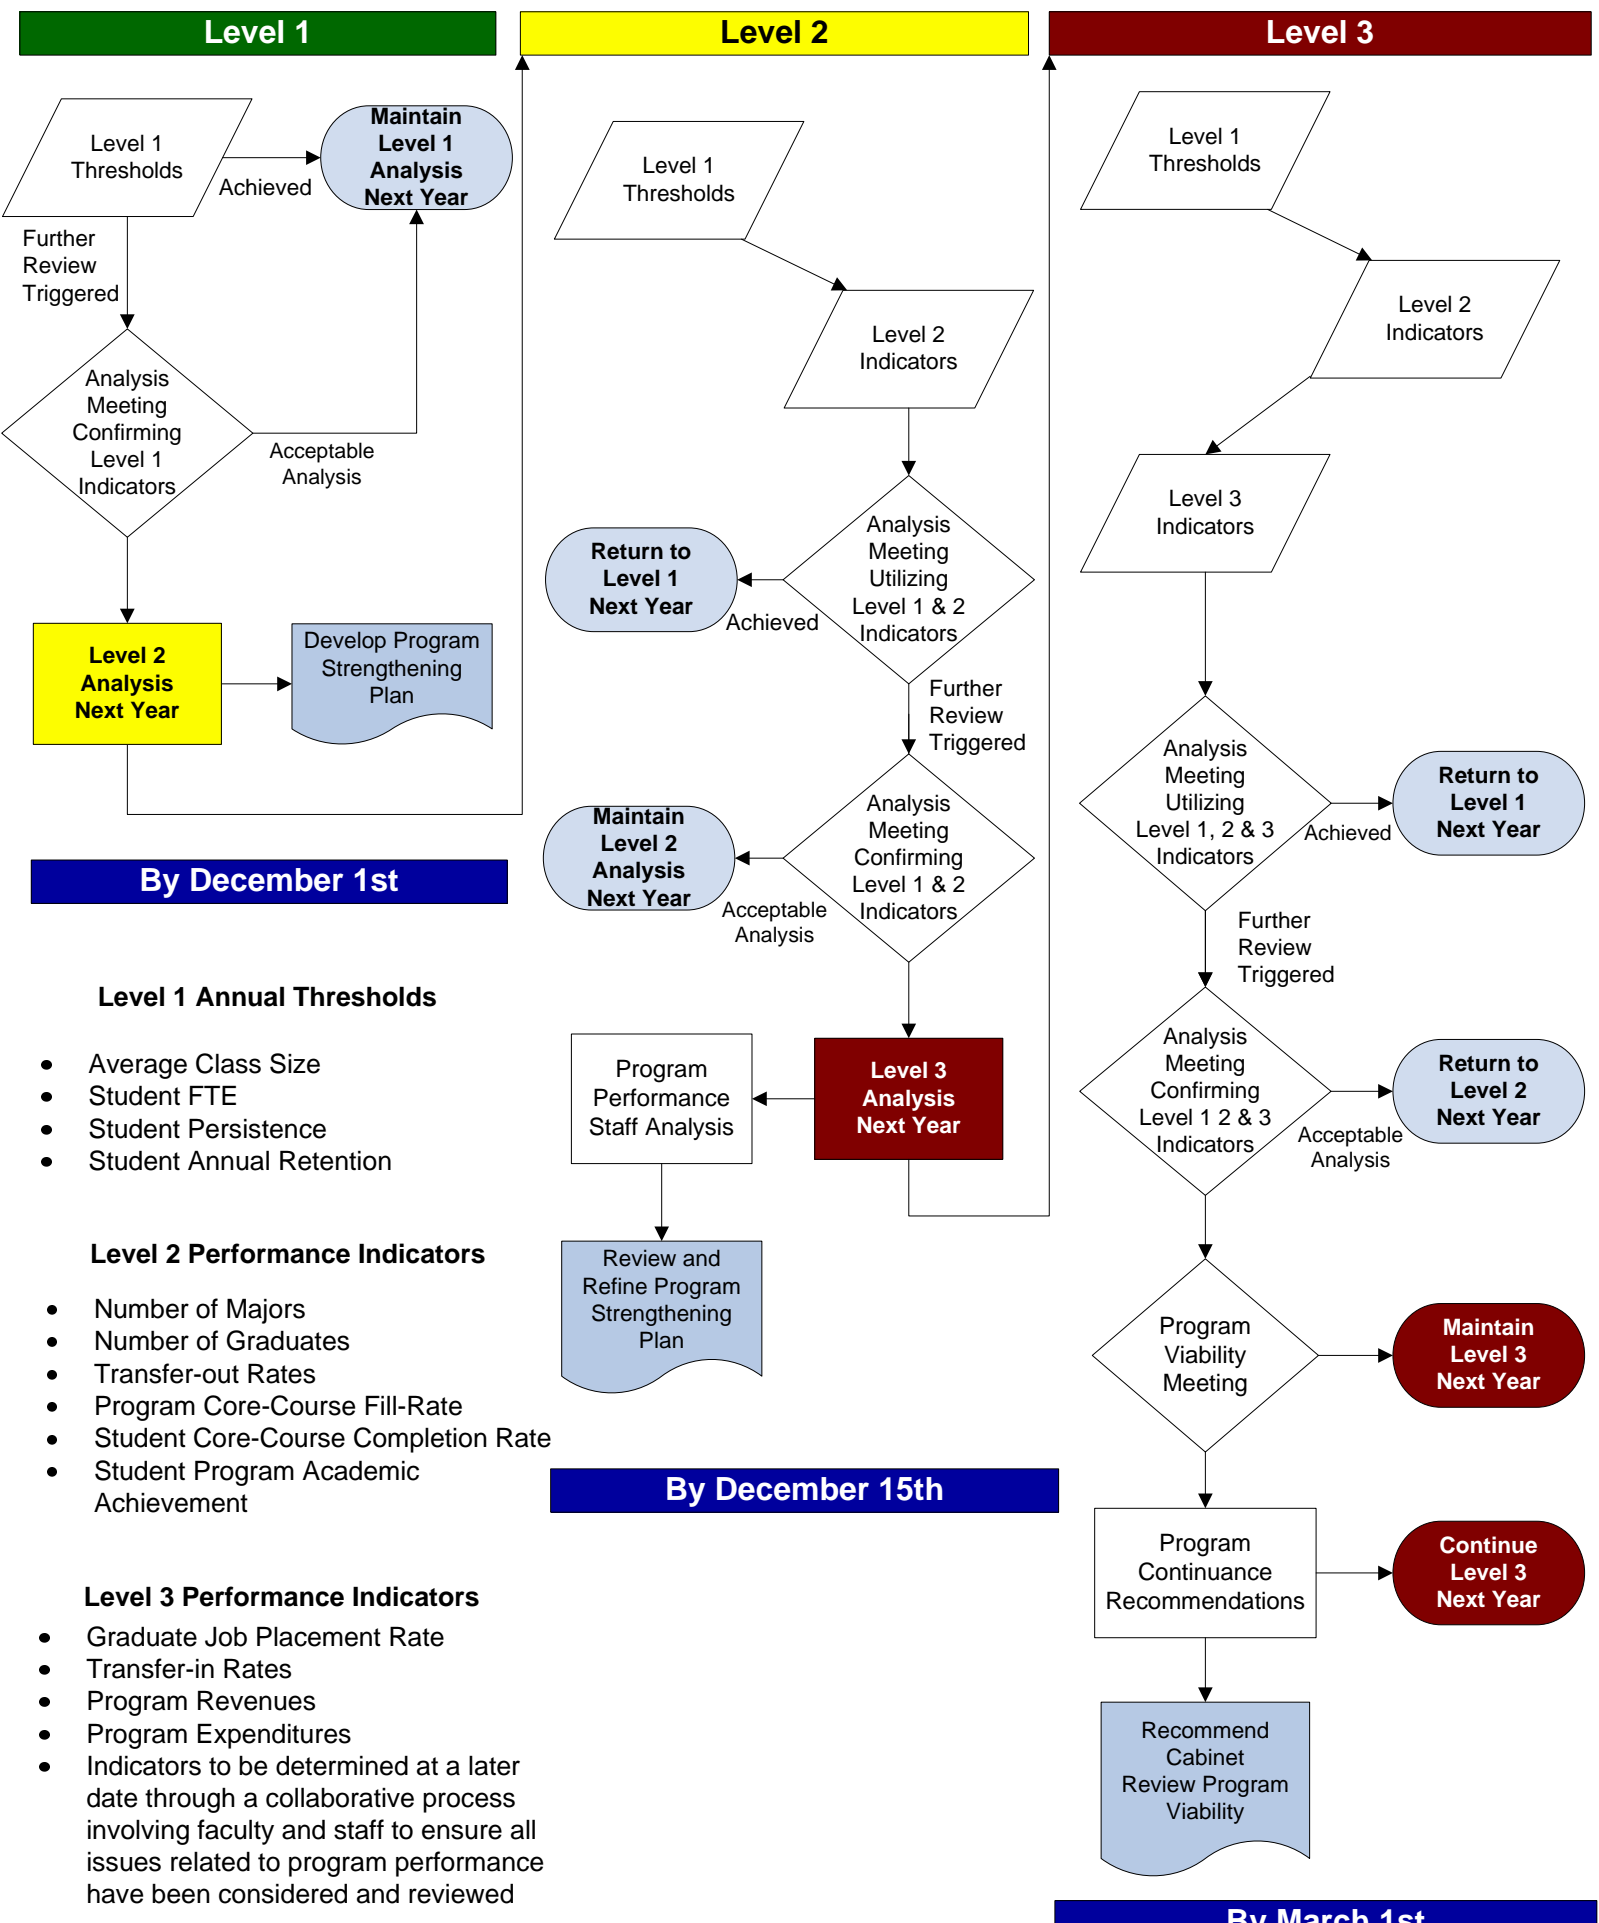 Level 1
Level 1
Thresholds
Achieved
Maintain
Level 1
Analysis
Next Year
Further
Review
Triggered
Analysis
Meeting
Confirming
Level 1
Indicators
Acceptable
Analysis
Level 2
Analysis
Next Year
Develop Program
Strengthening
Plan
By December 1st
Level 1 Annual Thresholds
• Average Class Size
• Student FTE
• Student Persistence
• Student Annual Retention
Level 2 Performance Indicators
• Number of Majors
• Number of Graduates
• Transfer-out Rates
• Program Core-Course Fill-Rate
• Student Core-Course Completion Rate
• Student Program Academic
Achievement
Level 3 Performance Indicators
• Graduate Job Placement Rate
• Transfer-in Rates
• Program Revenues
• Program Expenditures
• Indicators to be determined at a later
date through a collaborative process
involving faculty and staff to ensure all
issues related to program performance
have been considered and reviewed
Level 2
Level 1
Thresholds
Level 2
Indicators
Analysis
Meeting
Utilizing
Level 1 & 2
Indicators
Return to
Level 1
Next Year
Achieved
Further
Review
Triggered
Analysis
Meeting
Confirming
Level 1 & 2
Indicators
Maintain
Level 2
Analysis
Next Year
Acceptable
Analysis
Level 3
Analysis
Next Year
Program
Performance
Staff Analysis
Review and
Refine Program
Strengthening
Plan
By December 15th
Level 3
Level 1
Thresholds
Level 2
Indicators
Level 3
Indicators
Analysis
Meeting
Utilizing
Level 1, 2 & 3
Indicators
Achieved
Return to
Level 1
Next Year
Further
Review
Triggered
Analysis
Meeting
Confirming
Level 1 2 & 3
Indicators
Acceptable
Analysis
Return to
Level 2
Next Year
Program
Viability
Meeting
Maintain
Level 3
Next Year
Program
Continuance
Recommendations
Continue
Level 3
Next Year
Recommend
Cabinet
Review Program
Viability
By March 1st